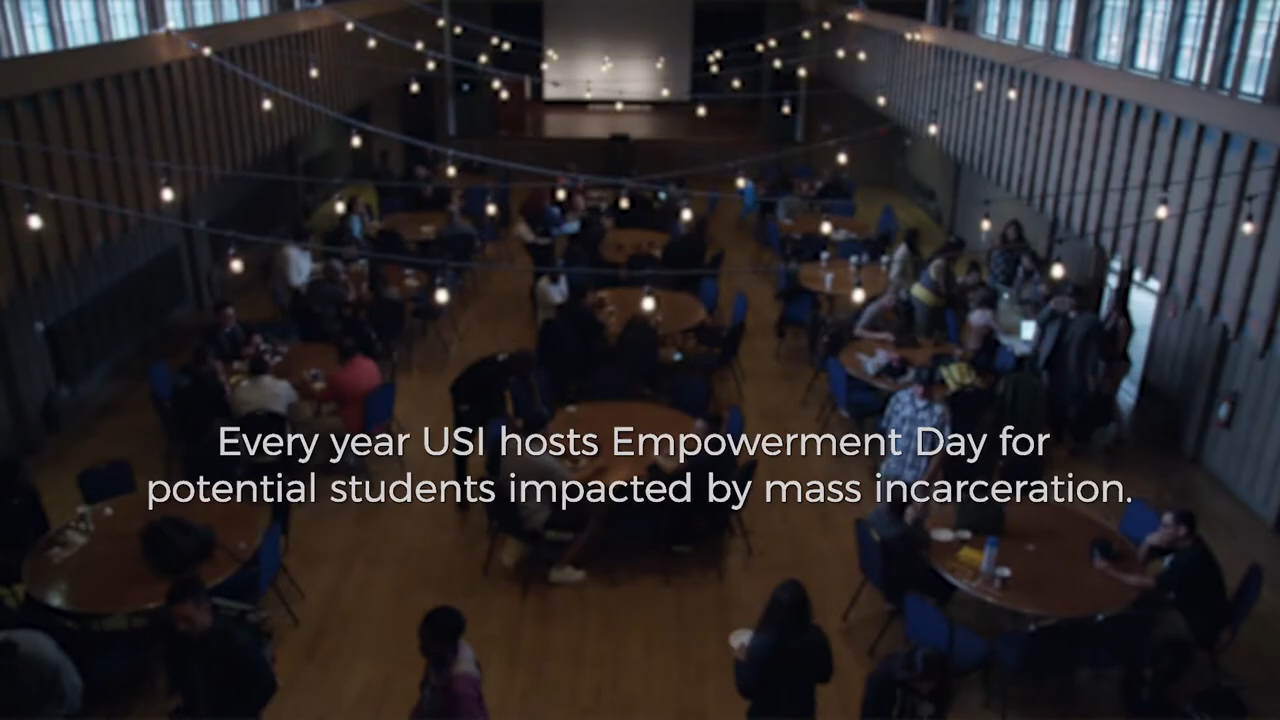 Every year USI hosts Empowerment Day for
potential students impacted by mass incarceration.